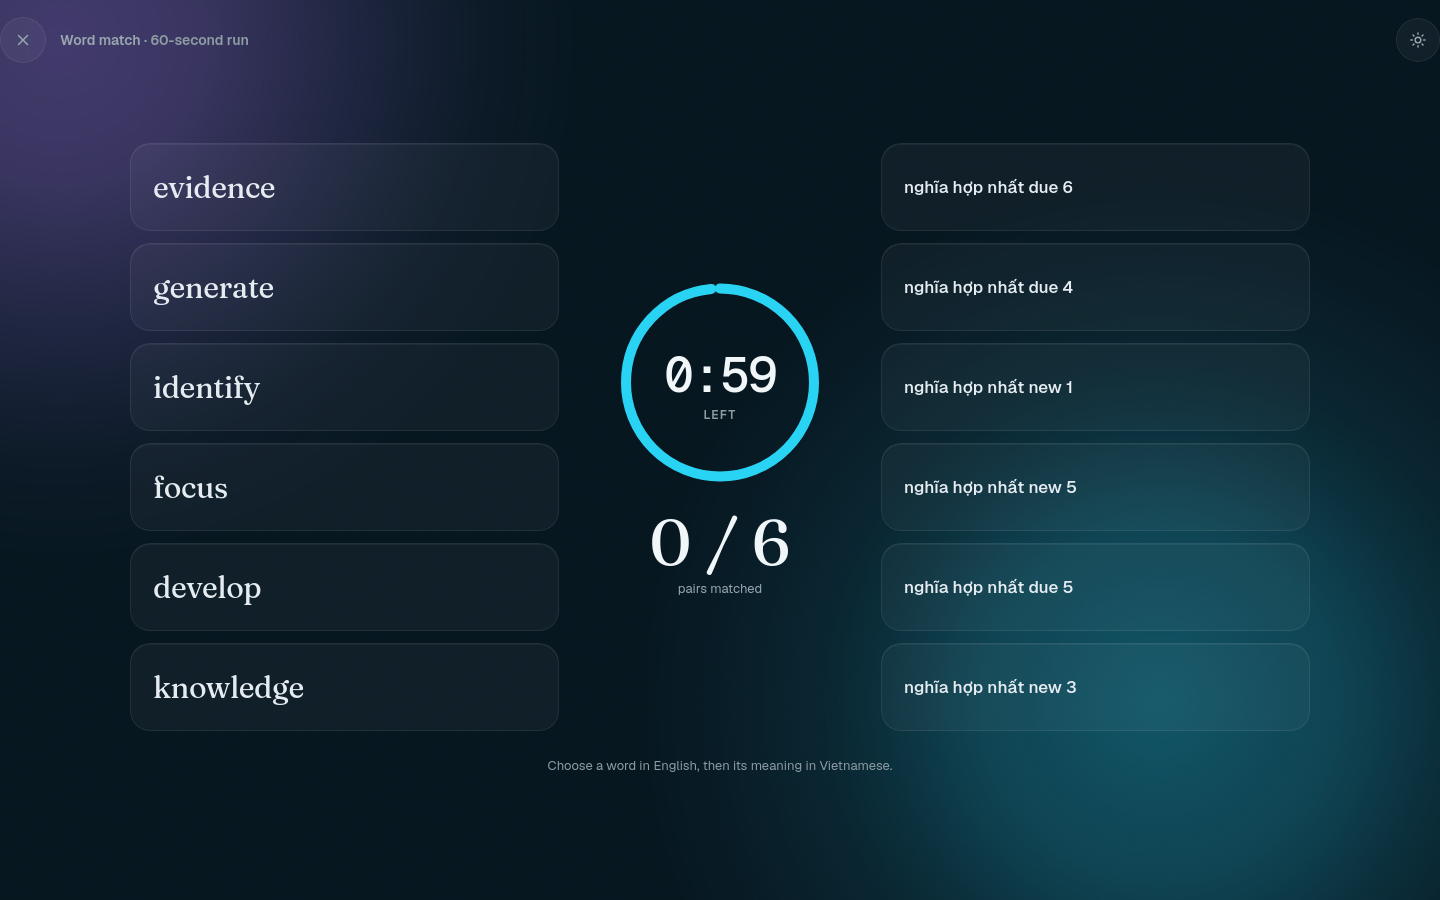 Word match · 60-second run
evidence
generate
identify
focus
develop
knowledge
0:59
LEFT
0 / 6
pairs matched
nghĩa hợp nhất due 6
nghĩa hợp nhất due 4
nghĩa hợp nhất new 1
nghĩa hợp nhất new 5
nghĩa hợp nhất due 5
nghĩa hợp nhất new 3
Choose a word in English, then its meaning in Vietnamese.